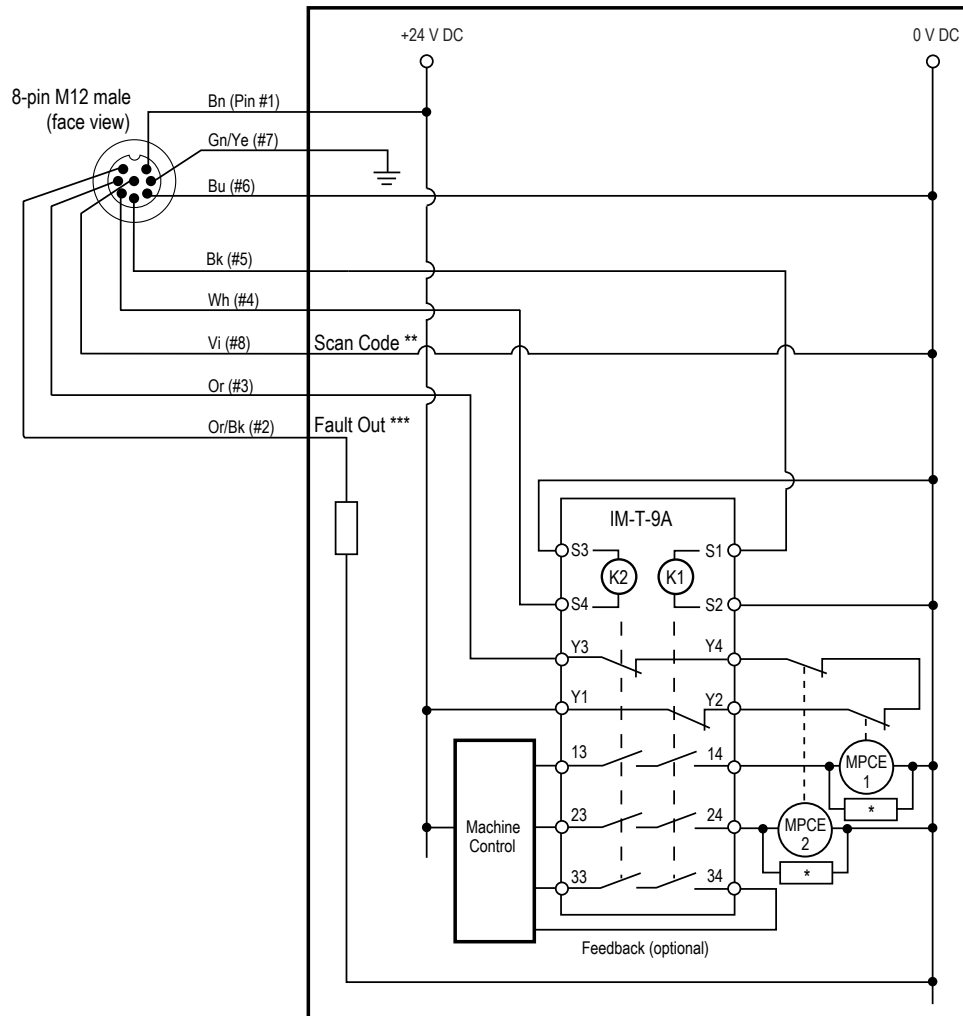 +24 V DC
0 V DC
8-pin M12 male
(face view)
Bn (Pin #1)
Gn/Ye (#7)
Bu (#6)
Bk (#5)
Wh (#4)
Vi (#8)
Scan Code **
Or (#3)
Or/Bk (#2)
Fault Out ***
IM-T-9A
S3
K2
K1
S1
S4
S2
Y3
Y4
Y1
Y2
13
14
MPCE
1
*
23
24
MPCE
2
*
Machine
Control
33
34
Feedback (optional)